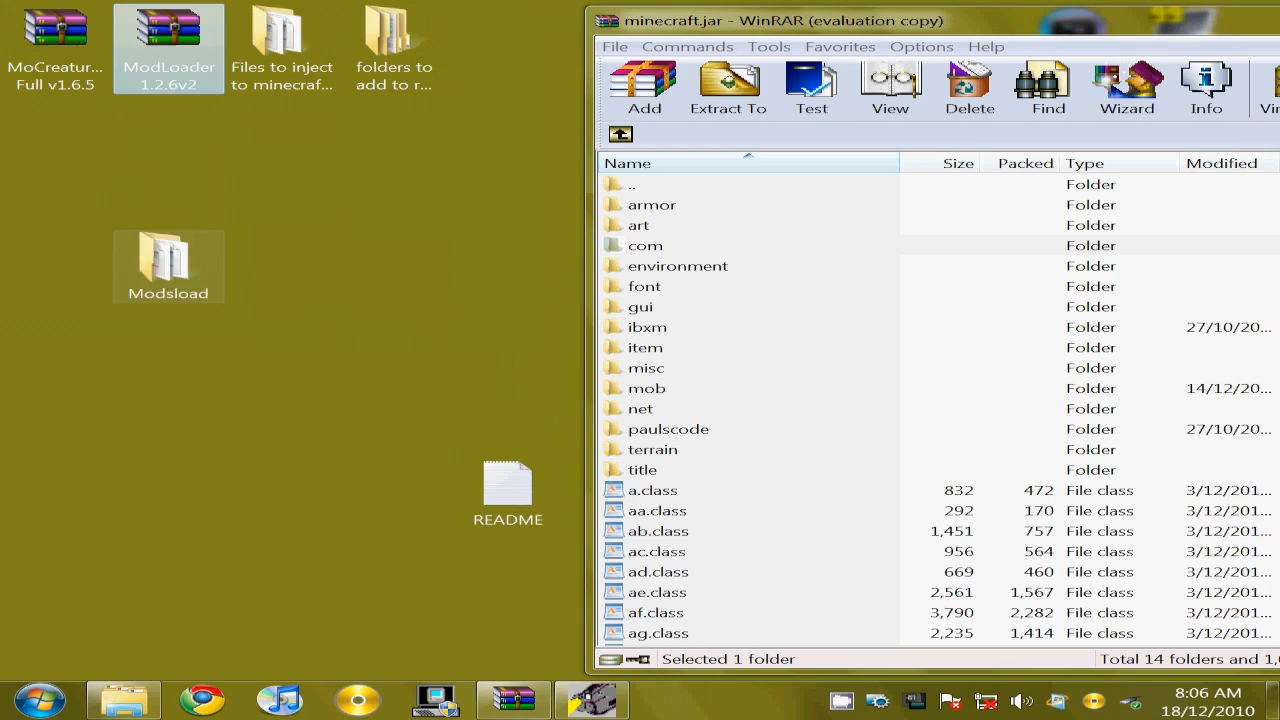 MoCreatur...
Full v1.6.5
ModLoader
1.2.6v2
Files to inject
to minecraf...
folders to
add to r...
Modsload
README
minecraft.jar - WinRAR (evaluation copy)
File Commands Tools Favorites Options Help
Add Extract To Test View Delete Find Wizard Info
Name Size Packed Type Modified
.. Folder
armor Folder
art Folder
com Folder
environment Folder
font Folder
gui Folder
ibxm Folder 27/10/20...
item Folder
misc Folder
mob Folder 14/12/20...
net Folder
paulscode Folder 27/10/20...
terrain Folder
title Folder
a.class 832 472 File class 3/12/201...
aa.class 292 170 File class 3/12/201...
ab.class 1,451 File class 3/12/201...
ac.class 956 564 File class 3/12/201...
ad.class 669 File class 3/12/201...
ae.class 2,561 1,567 File class 3/12/201...
af.class 3,790 File class 3/12/201...
ag.class 2,235 1,414 File class 3/12/201...
Selected 1 folder Total 14 folders and
8:06 AM
18/12/2010